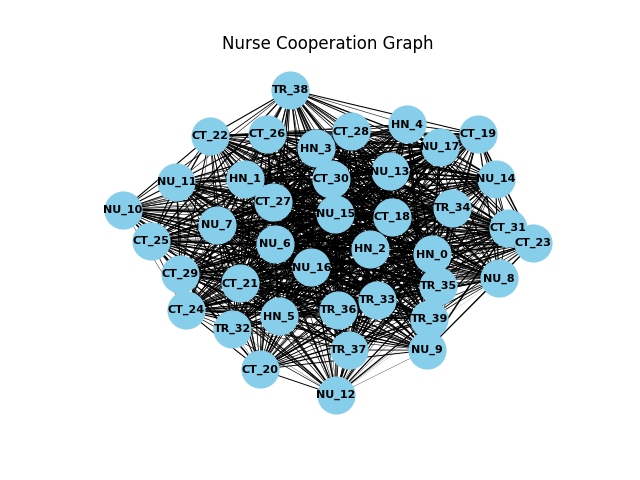 Nurse Cooperation Graph
TR_38
HN_4
CT_28
CT_22
CT_26
CT_19
NU_17
HN_3
NU_13
HN_1
CT_30
NU_14
NU_11
CT_27
TR_34
NU_10
NU_15
CT_18
NU_7
CT_31
CT_25
NU_6
CT_23
HN_2
HN_0
NU_16
CT_29
NU_8
CT_21
TR_35
TR_33
CT_24
TR_36
HN_5
TR_39
TR_32
TR_37
NU_9
CT_20
NU_12